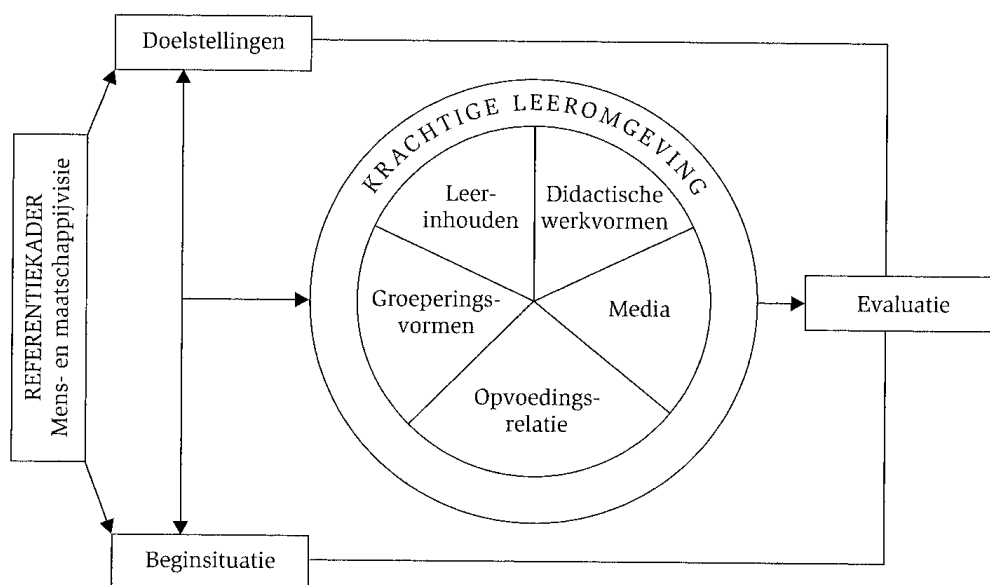 Doelstellingen
REFERENTIEKADER
Mens- en maatschappijvisie
KRACHTIGE LEEROMGEVING
Leer-
inhouden
Didactische
werkvormen
Groeperings-
vormen
Media
Opvoedings-
relatie
Evaluatie
Beginsituatie